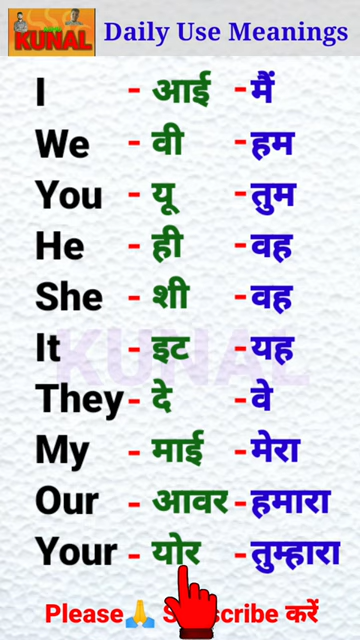 KUNAL Daily Use Meanings
I - आई - मैं
We - वी - हम
You - यू - तुम
He - ही - वह
She - शी - वह
It - इट - यह
They - दे - वे
My - माई - मेरा
Our - आवर - हमारा
Your - योर - तुम्हारा
KUNAL
Please🙏 करें